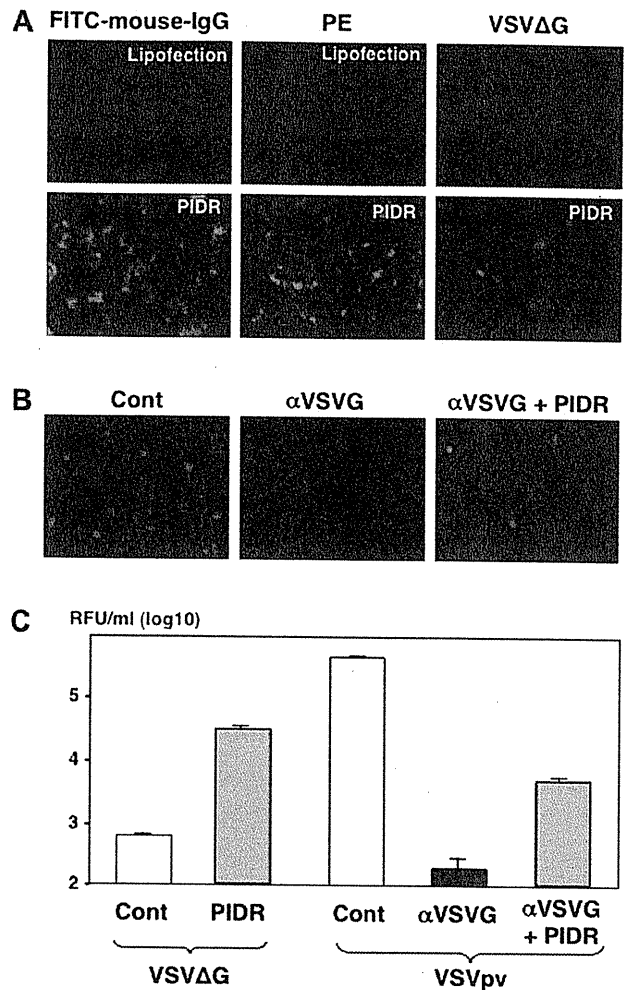 A FITC-mouse-IgG PE VSVΔG
Lipofection Lipofection
PIDR PIDR PIDR
B Cont αVSVG αVSVG + PIDR
C RFU/ml (log10)
5
4
3
2
Cont PIDR Cont αVSVG αVSVG + PIDR
VSVΔG VSVpv